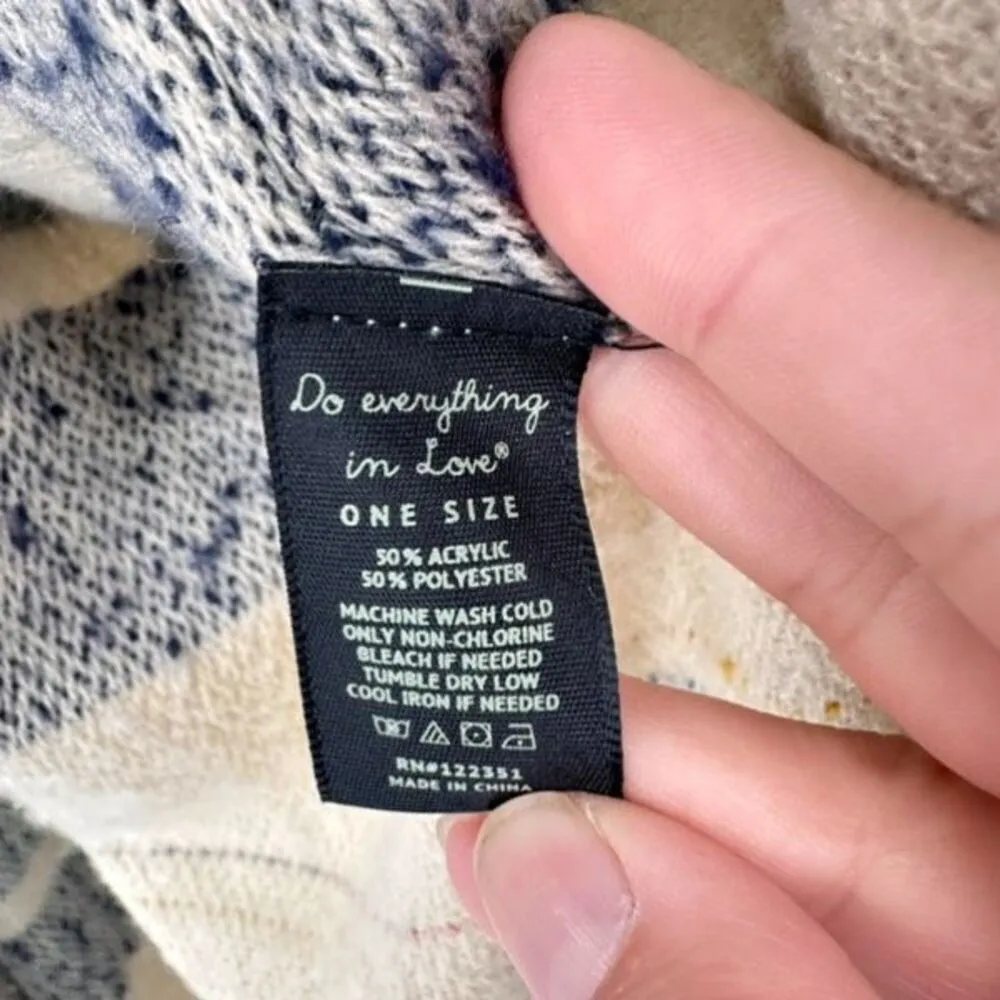 Do everything
in Love®
ONE SIZE
50% ACRYLIC
50% POLYESTER
MACHINE WASH COLD
ONLY NON-CHLORINE
BLEACH IF NEEDED
TUMBLE DRY LOW
COOL IRON IF NEEDED
RN#122351
MADE IN CHINA